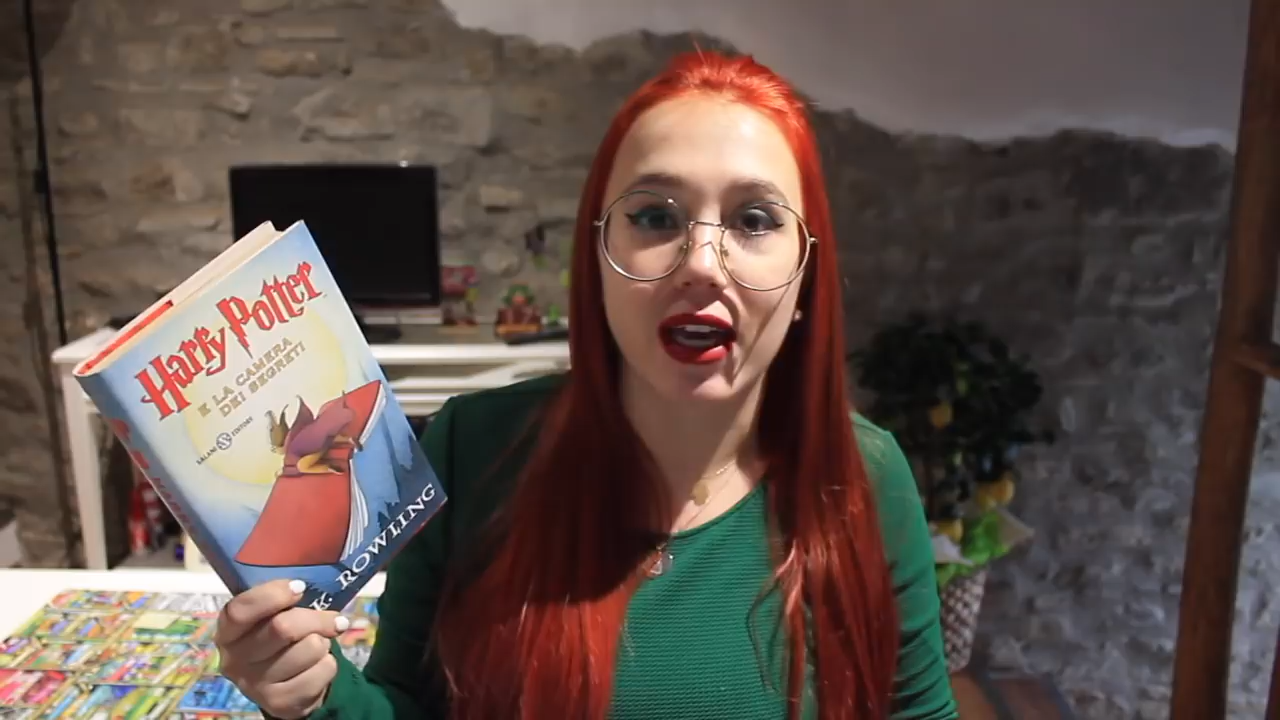 Harry Potter
E LA CAMERA
DEI SEGRETI
SALANI S EDITORE
K. ROWLING